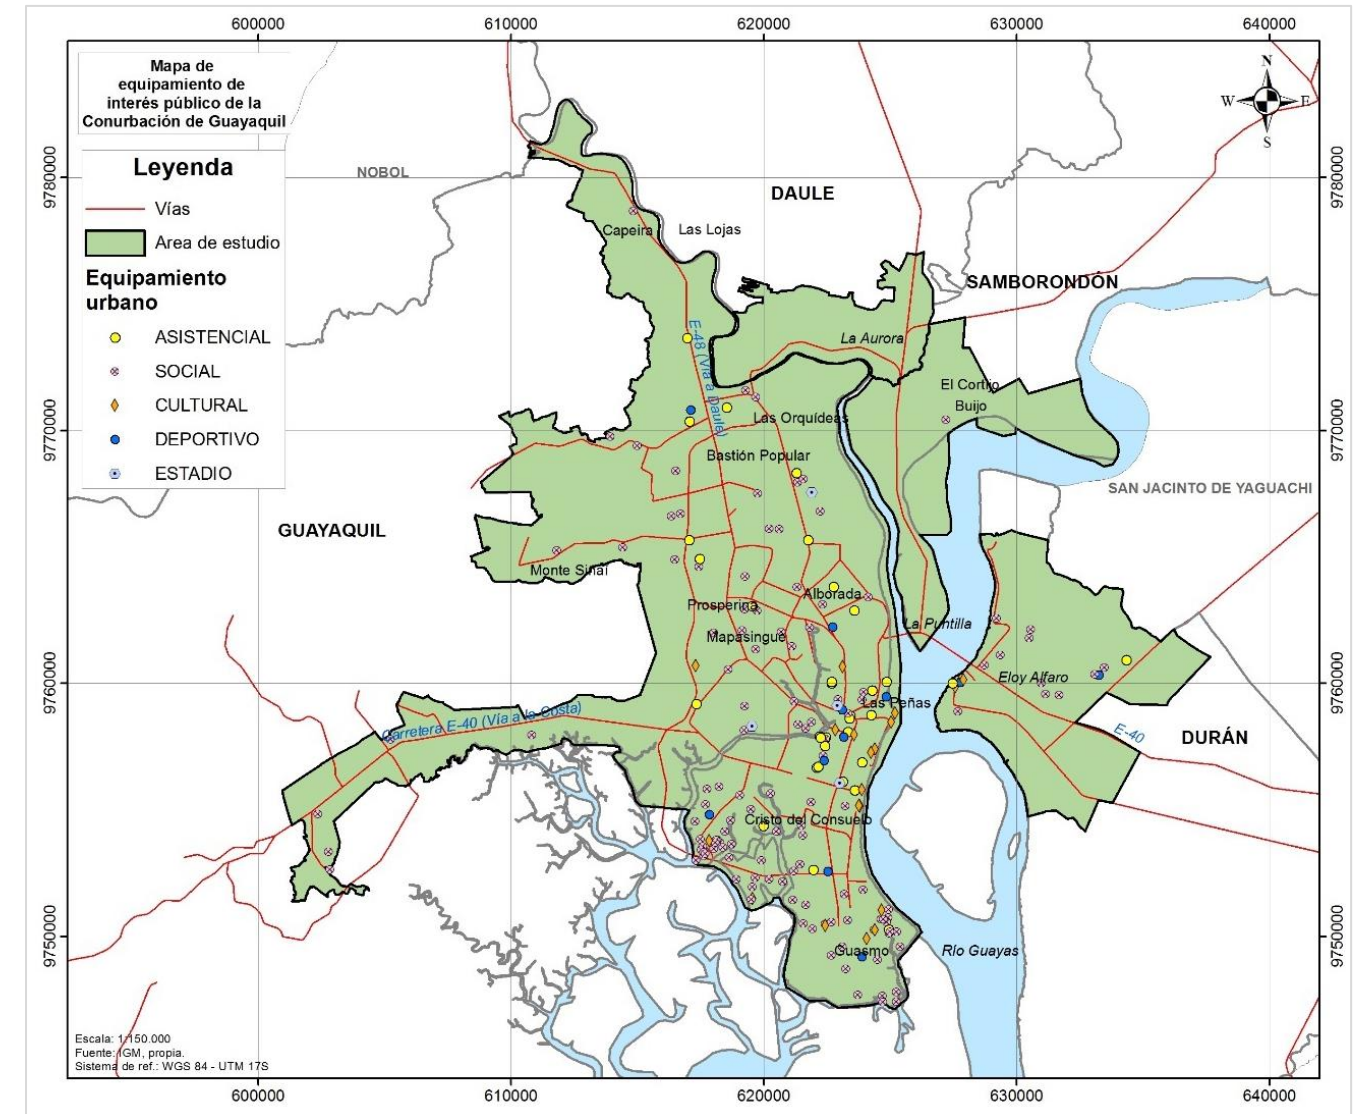 600000
610000
620000
630000
640000
Mapa de
equipamiento de
interés público de la
Conurbación de Guayaquil
N
W
E
S
Leyenda
Vías
Area de estudio
Equipamiento
urbano
ASISTENCIAL
SOCIAL
CULTURAL
DEPORTIVO
ESTADIO
9780000
9780000
NOBOL
DAULE
Capeira
Las Lojas
SAMBORONDÓN
E-48 (Vía a Daule)
La Aurora
El Cortijo
Buijo
Las Orquídeas
9770000
9770000
Bastión Popular
SAN JACINTO DE YAGUACHI
GUAYAQUIL
Monte Sinaí
Prosperina
Alborada
Mapasingue
La Puntilla
9760000
9760000
Eloy Alfaro
Las Peñas
Carretera E-40 (Vía a la Costa)
E-40
DURÁN
Cristo del Consuelo
9750000
9750000
Guasmo
Río Guayas
Escala: 1:150.000
Fuente: IGM, propia.
Sistema de ref.: WGS 84 - UTM 17S
600000
610000
620000
630000
640000